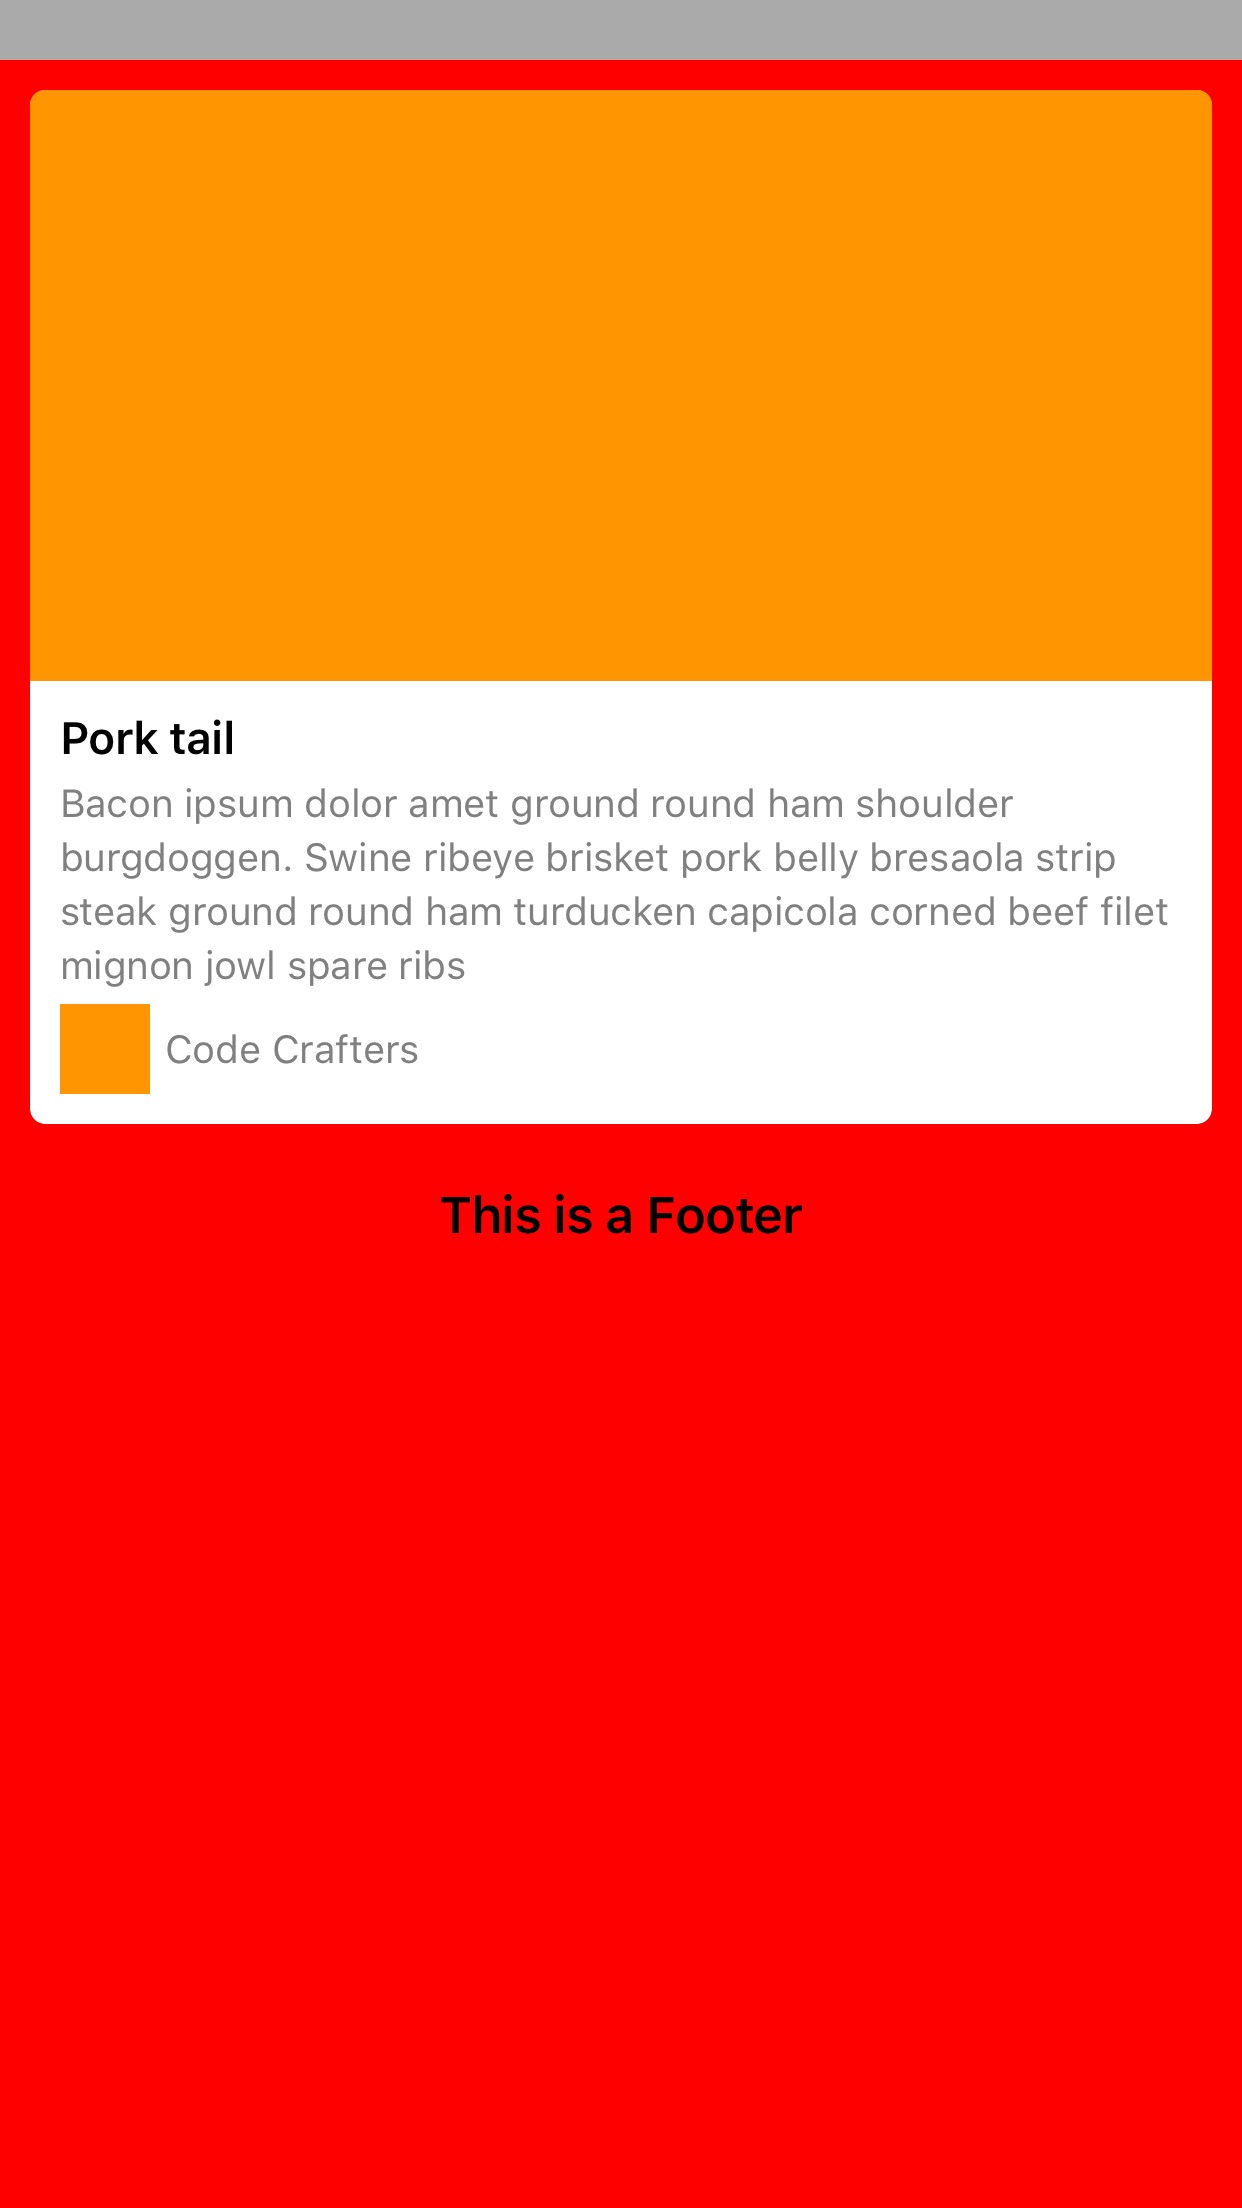 Pork tail
Bacon ipsum dolor amet ground round ham shoulder
burgdoggen. Swine ribeye brisket pork belly bresaola strip
steak ground round ham turducken capicola corned beef filet
mignon jowl spare ribs
Code Crafters
This is a Footer